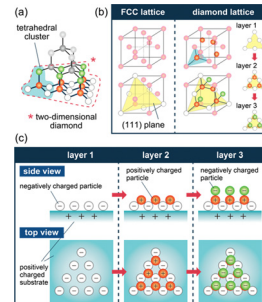 (a)
tetrahedral
cluster
* two-dimensional
diamond
(b)
FCC lattice
diamond lattice
(111) plane
layer 1
layer 2
layer 3
(c)
layer 1
layer 2
layer 3
side view
negatively charged particle
positively charged
particle
negatively charged
particle
top view
positively
charged
substrate